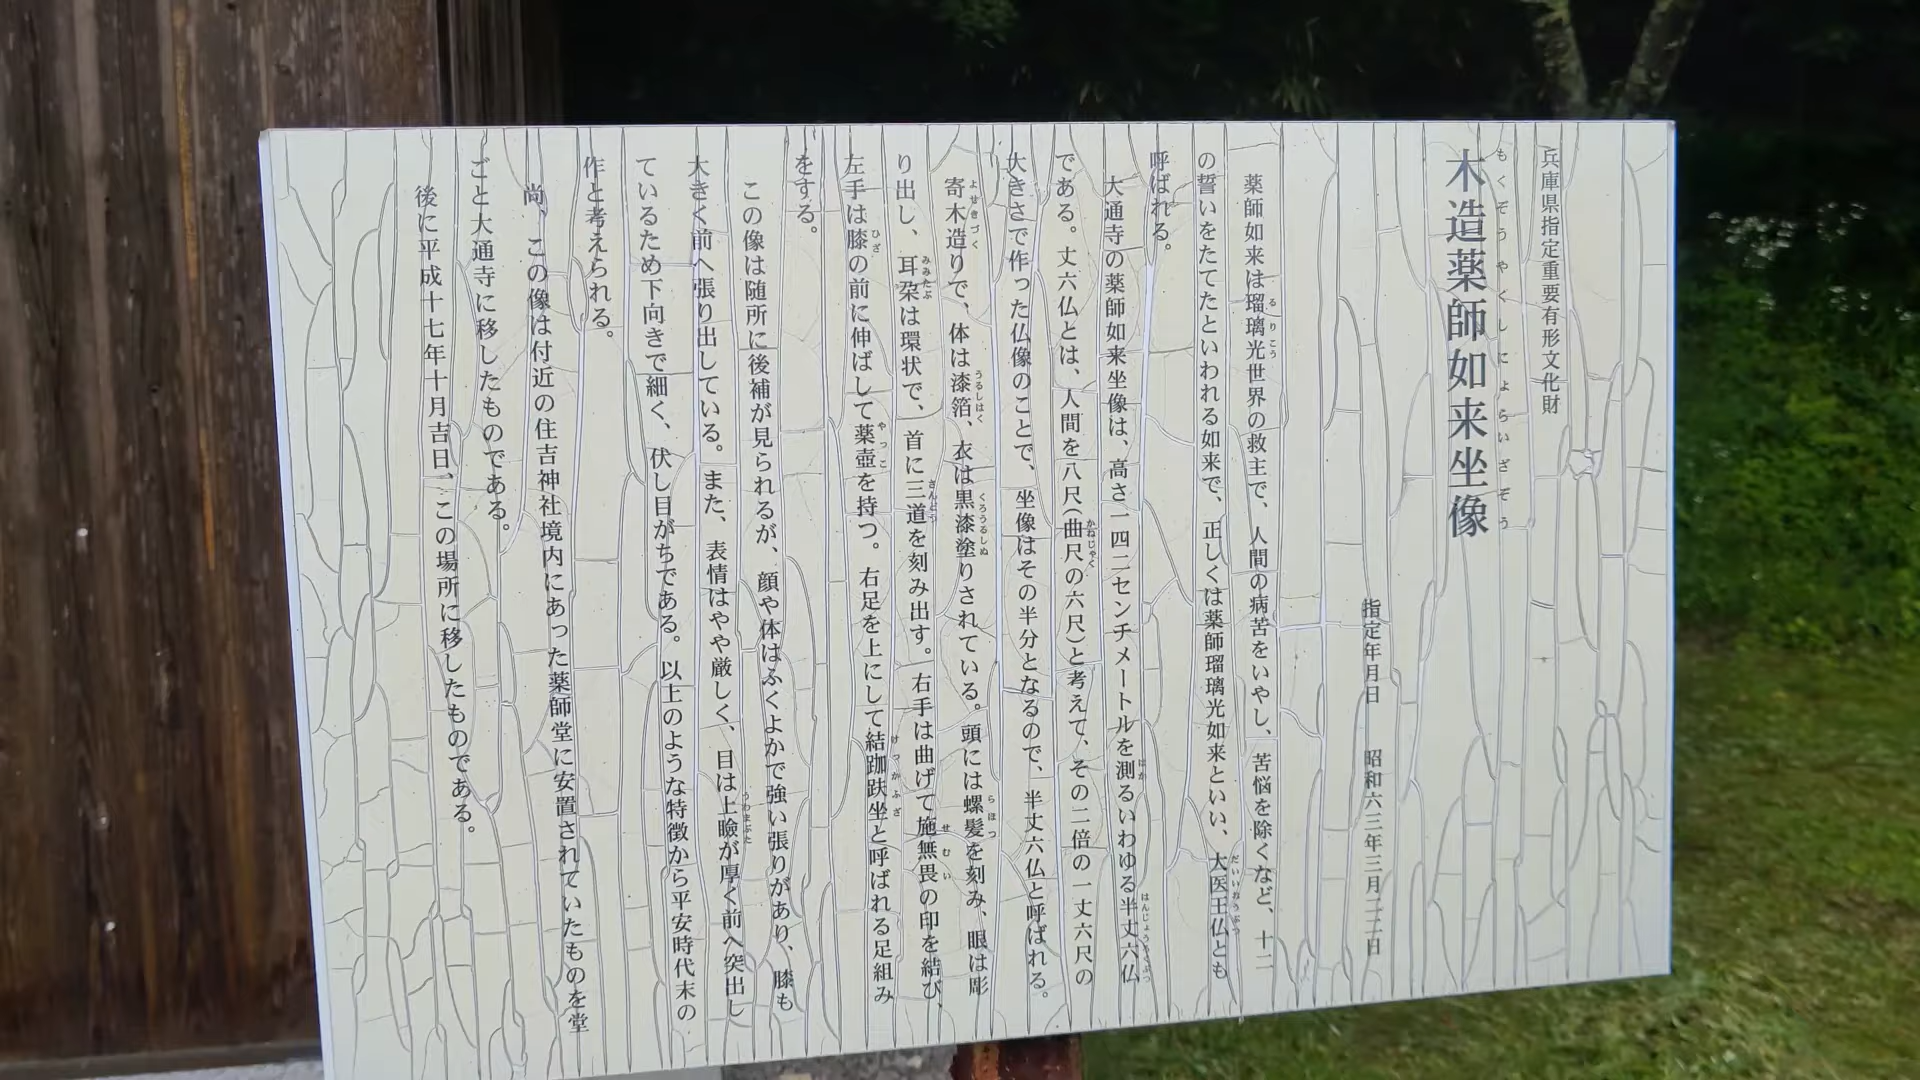 兵庫県指定重要有形文化財
もくぞうやくしにょらいざぞう
木造薬師如来坐像
指定年月日　昭和六三年三月二二日
薬師如来は瑠璃光世界の救主で、人間の病苦をいやし、苦悩を除くなど、十二
の誓いをたてたといわれる如来で、正しくは薬師瑠璃光如来といい、大医王仏とも
呼ばれる。
大通寺の薬師如来坐像は、高さ一四二センチメートルを測るいわゆる半丈六仏
である。丈六仏とは、人間を八尺（曲尺の六尺）と考えて、その二倍の一丈六尺の
大きさで作った仏像のことで、坐像はその半分となるので、半丈六仏と呼ばれる。
寄木造りで、体は漆箔、衣は黒漆塗りされている。頭には螺髪を刻み、眼は彫
り出し、耳朶は環状で、首に三道を刻み出す。右手は曲げて施無畏の印を結び、
左手は膝の前に伸ばして薬壺を持つ。右足を上にして結跏趺坐と呼ばれる足組み
をする。
この像は随所に後補が見られるが、顔や体はふくよかで強い張りがあり、膝も
大きく前へ張り出している。また、表情はやや厳しく、目は上瞼が厚く前へ突出し
ているため下向きで細く、伏し目がちである。以上のような特徴から平安時代末の
作と考えられる。
尚、この像は付近の住吉神社境内にあった薬師堂に安置されていたものを堂
ごと大通寺に移したものである。
後に平成十七年十月吉日、この場所に移したものである。